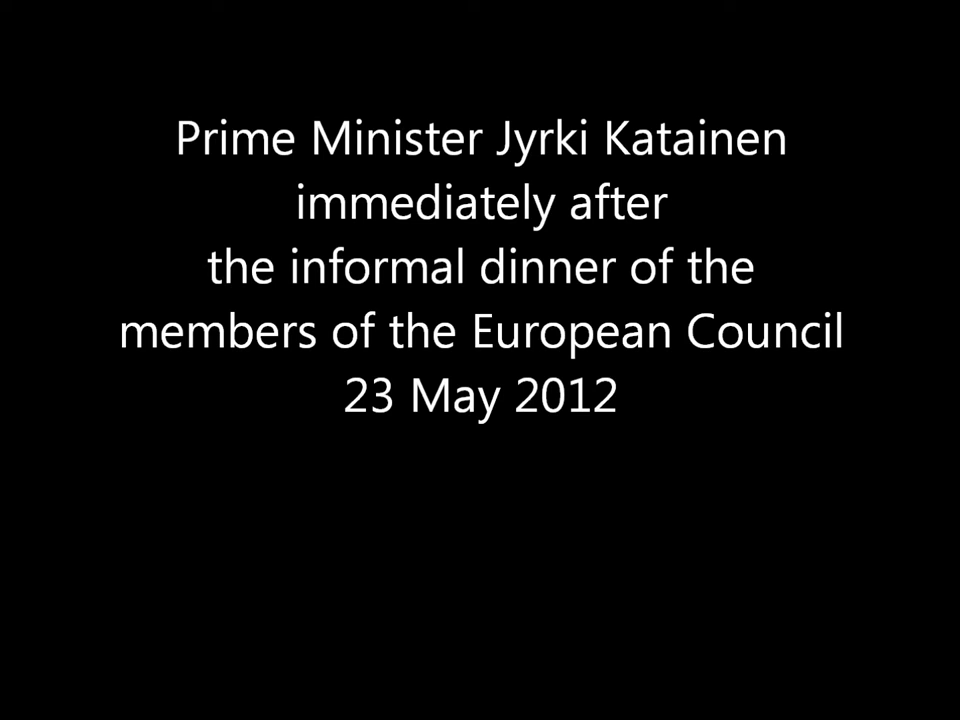 Prime Minister Jyrki Katainen
immediately after
the informal dinner of the
members of the European Council
23 May 2012